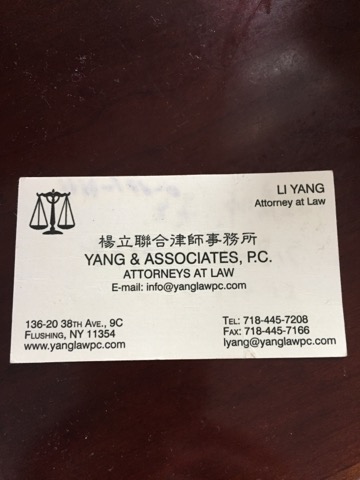 LI YANG
Attorney at Law
楊立聯合律師事務所
YANG & ASSOCIATES, P.C.
ATTORNEYS AT LAW
E-mail: info@yanglawpc.com
136-20 38TH AVE., 9C
FLUSHING, NY 11354
www.yanglawpc.com
TEL: 718-445-7208
FAX: 718-445-7166
lyang@yanglawpc.com